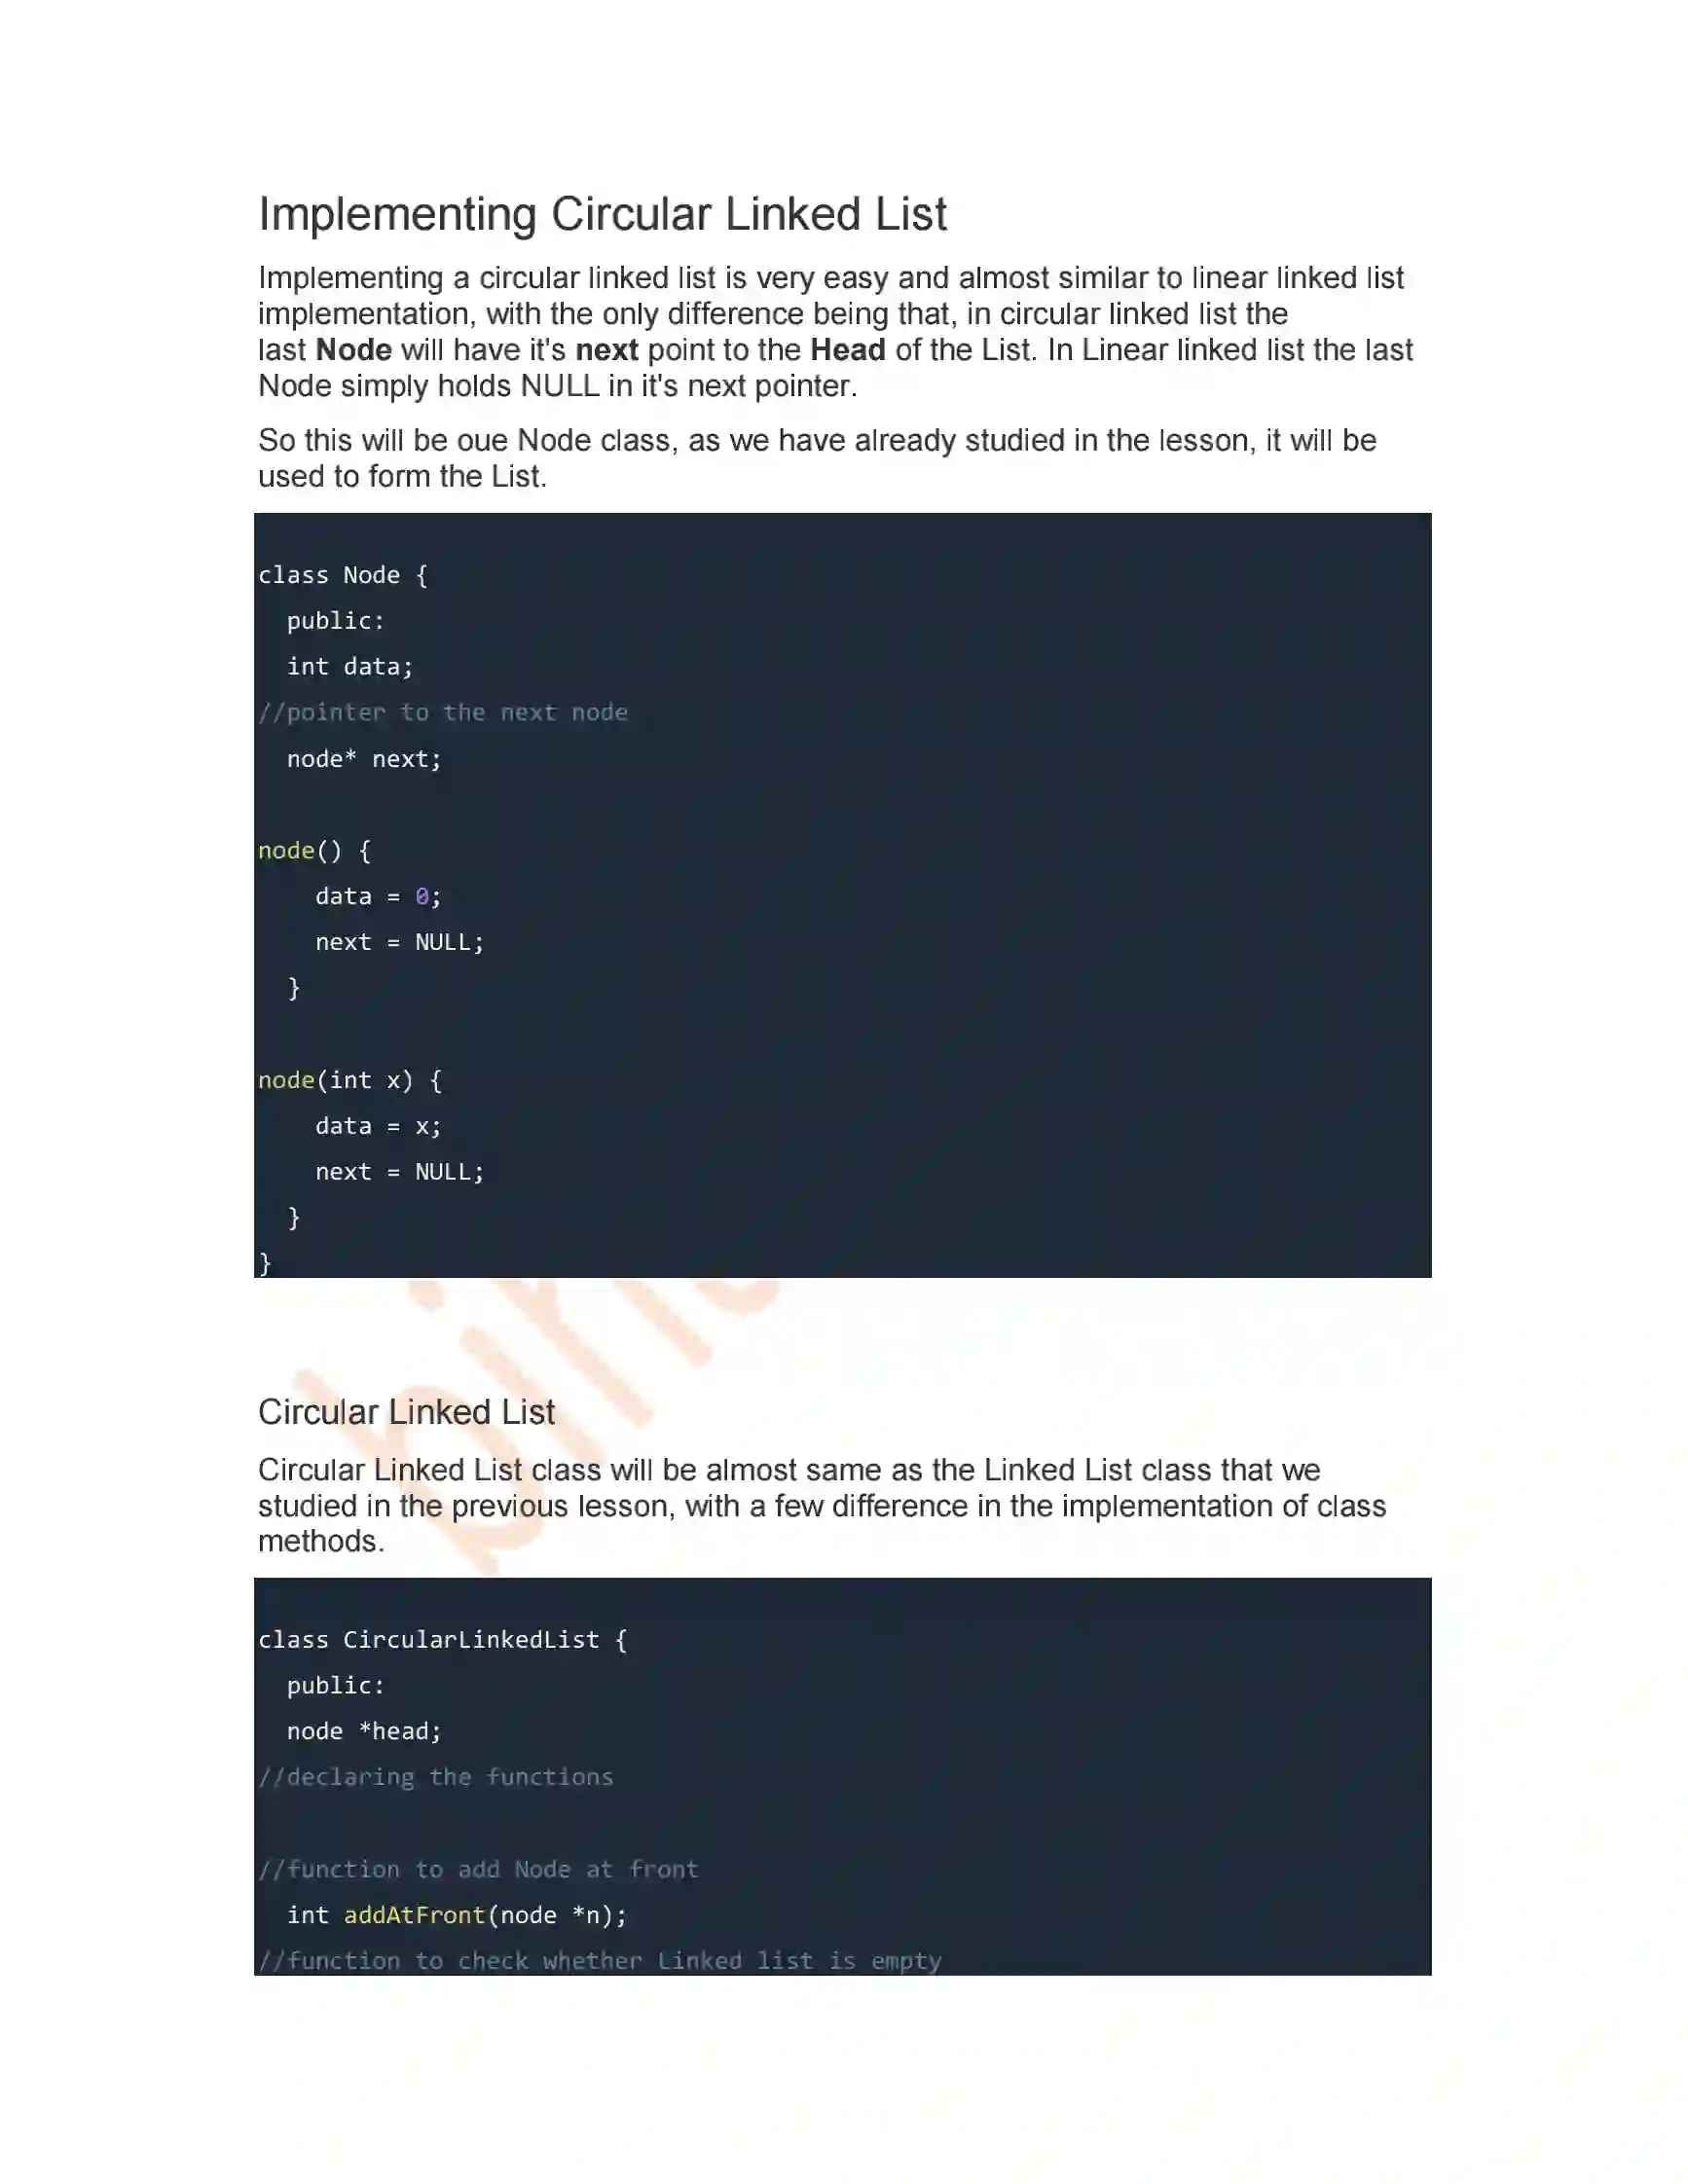 Implementing Circular Linked List
Implementing a circular linked list is very easy and almost similar to linear linked list
implementation, with the only difference being that, in circular linked list the
last Node will have it's next point to the Head of the List. In Linear linked list the last
Node simply holds NULL in it's next pointer.
So this will be oue Node class, as we have already studied in the lesson, it will be
used to form the List.
class Node {
  public:
  int data;
//pointer to the next node
  node* next;
node() {
    data = 0;
    next = NULL;
  }
node(int x) {
    data = x;
    next = NULL;
  }
}
Circular Linked List
Circular Linked List class will be almost same as the Linked List class that we
studied in the previous lesson, with a few difference in the implementation of class
methods.
class CircularLinkedList {
  public:
  node *head;
//declaring the functions
//function to add Node at front
  int addAtFront(node *n);
//function to check whether Linked list is empty